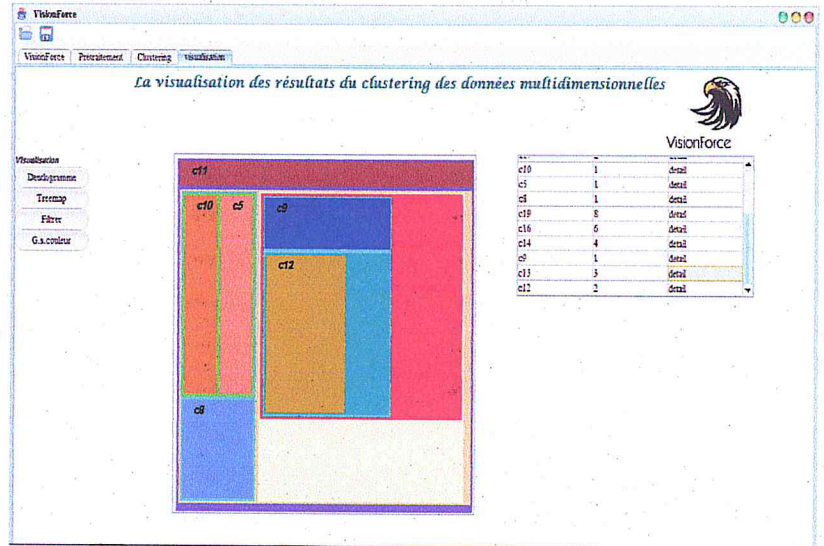 VisionForce
VisionForce Pretraitement Clustering visualisation
La visualisation des résultats du clustering des données multidimensionnelles
VisionForce
Visualisation
Dendogramme
Treemap
Filtrer
G.s.couleur
c11
c10 c5 c9
c12
c8
c10 1 detail
c5 1 detail
c8 1 detail
c19 8 detail
c16 6 detail
c14 4 detail
c9 1 detail
c13 3 detail
c12 2 detail